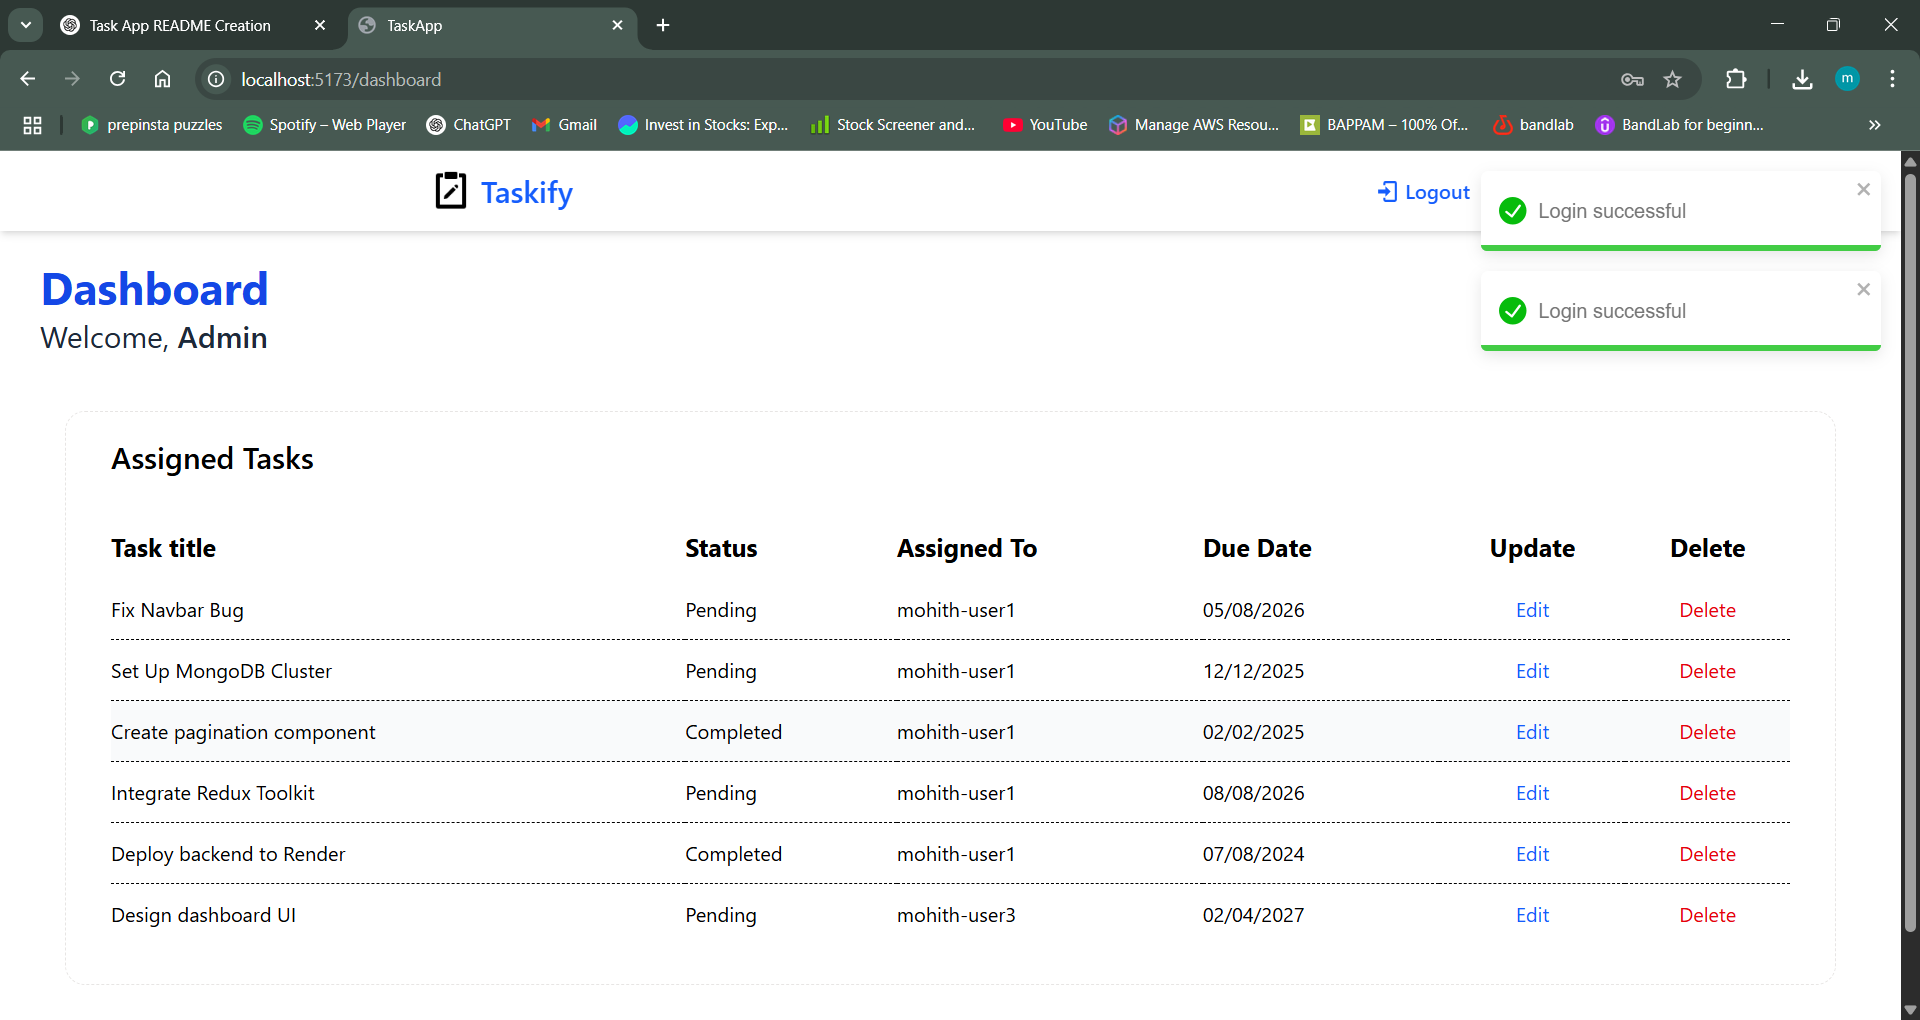 Task App README Creation
TaskApp
localhost:5173/dashboard
m
prepinsta puzzles
Spotify – Web Player
ChatGPT
Gmail
Invest in Stocks: Exp...
Stock Screener and...
YouTube
Manage AWS Resou...
BAPPAM – 100% Of...
bandlab
BandLab for beginn...
Taskify
Logout
Login successful
Login successful
Dashboard
Welcome, Admin
Assigned Tasks
Task title Status Assigned To Due Date Update Delete
Fix Navbar Bug Pending mohith-user1 05/08/2026 Edit Delete
Set Up MongoDB Cluster Pending mohith-user1 12/12/2025 Edit Delete
Create pagination component Completed mohith-user1 02/02/2025 Edit Delete
Integrate Redux Toolkit Pending mohith-user1 08/08/2026 Edit Delete
Deploy backend to Render Completed mohith-user1 07/08/2024 Edit Delete
Design dashboard UI Pending mohith-user3 02/04/2027 Edit Delete